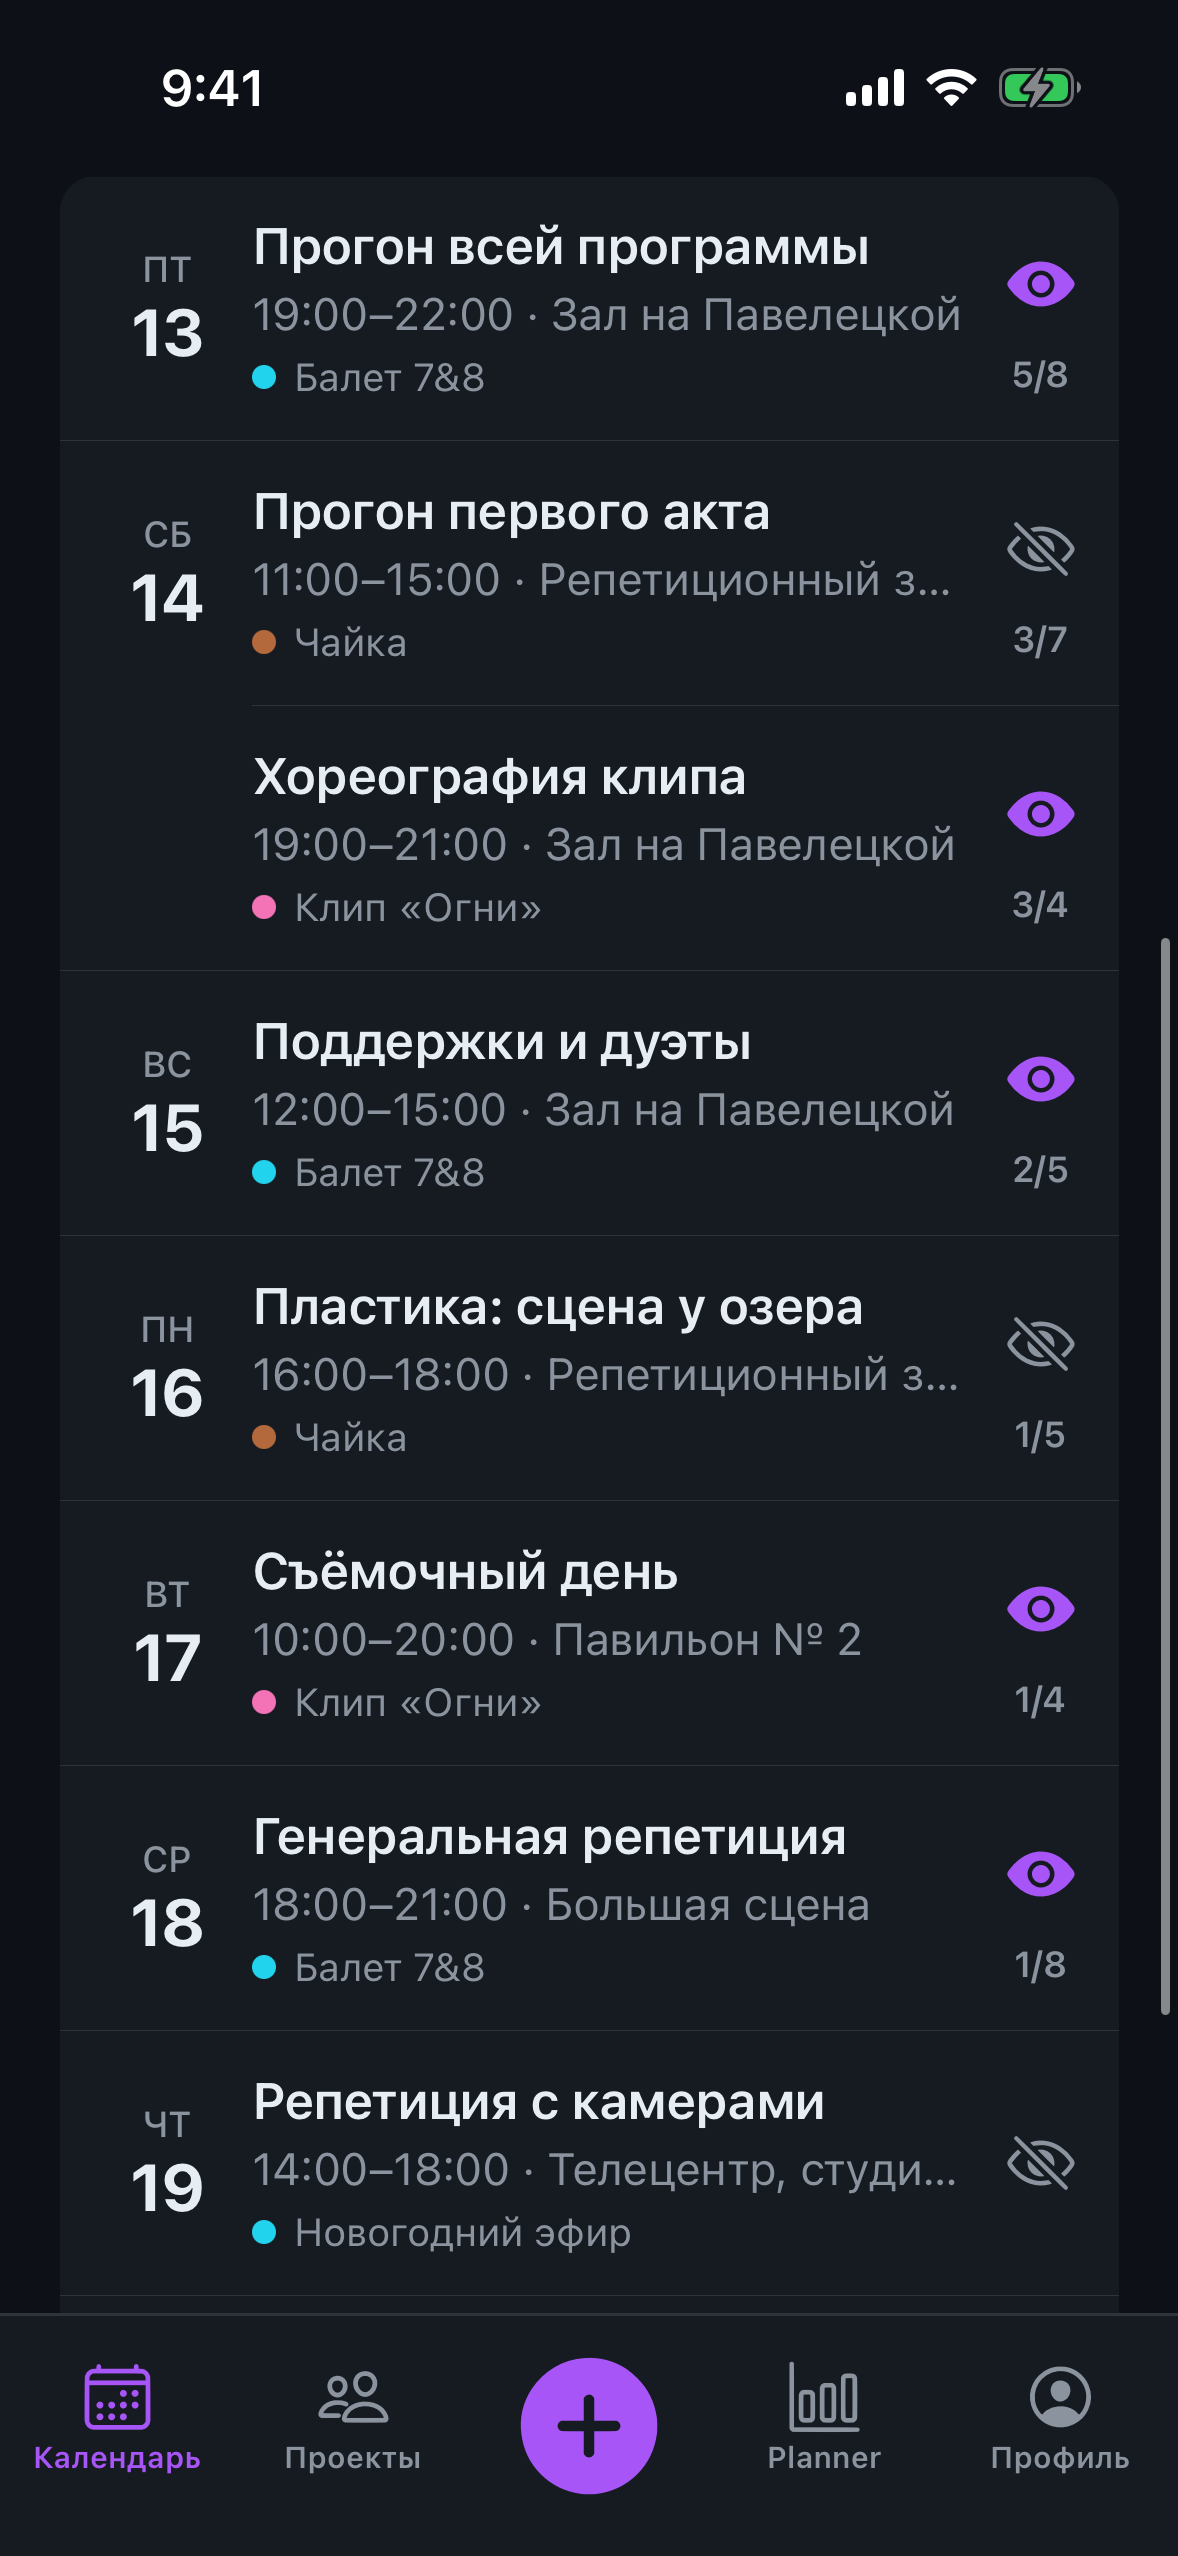 9:41
ПТ
13
Прогон всей программы
19:00–22:00 · Зал на Павелецкой
Балет 7&8
5/8
СБ
14
Прогон первого акта
11:00–15:00 · Репетиционный з...
Чайка
3/7
Хореография клипа
19:00–21:00 · Зал на Павелецкой
Клип «Огни»
3/4
ВС
15
Поддержки и дуэты
12:00–15:00 · Зал на Павелецкой
Балет 7&8
2/5
ПН
16
Пластика: сцена у озера
16:00–18:00 · Репетиционный з...
Чайка
1/5
ВТ
17
Съёмочный день
10:00–20:00 · Павильон № 2
Клип «Огни»
1/4
СР
18
Генеральная репетиция
18:00–21:00 · Большая сцена
Балет 7&8
1/8
ЧТ
19
Репетиция с камерами
14:00–18:00 · Телецентр, студи...
Новогодний эфир
Календарь
Проекты
Planner
Профиль